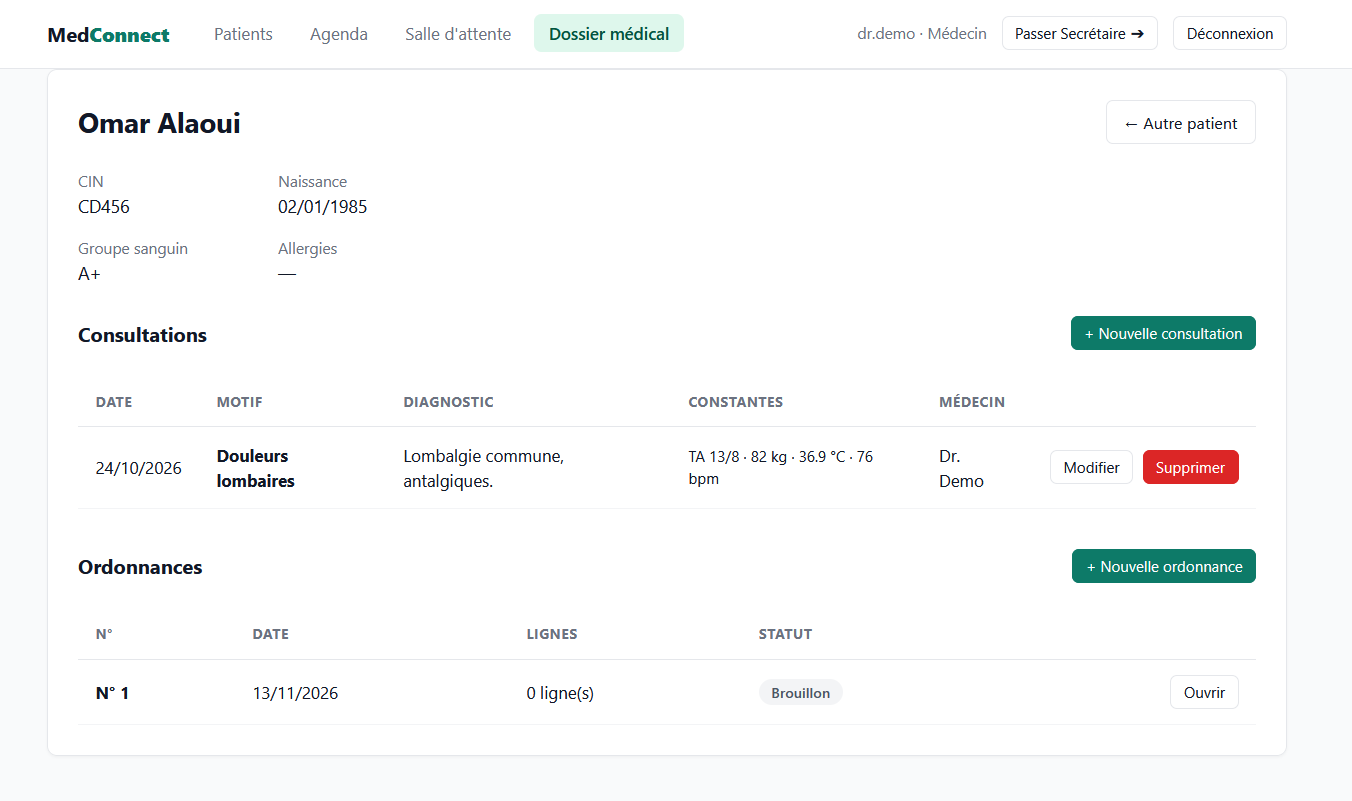 MedConnect Patients Agenda Salle d'attente Dossier médical dr.demo · Médecin Passer Secrétaire ➔ Déconnexion
Omar Alaoui ← Autre patient
CIN Naissance
CD456 02/01/1985
Groupe sanguin Allergies
A+ —
Consultations + Nouvelle consultation
DATE MOTIF DIAGNOSTIC CONSTANTES MÉDECIN
24/10/2026 Douleurs lombaires Lombalgie commune, antalgiques. TA 13/8 · 82 kg · 36.9 °C · 76 bpm Dr. Demo Modifier Supprimer
Ordonnances + Nouvelle ordonnance
N° DATE LIGNES STATUT
N° 1 13/11/2026 0 ligne(s) Brouillon Ouvrir